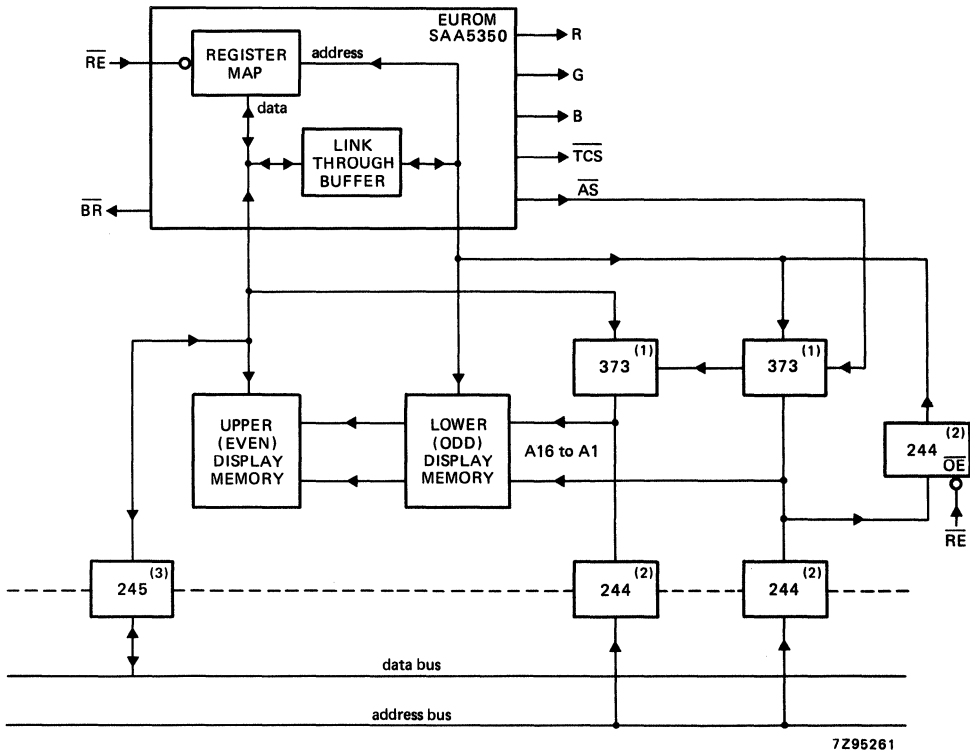 EUROM
SAA5350
R
RE
REGISTER
MAP
address
G
data
B
LINK
THROUGH
BUFFER
TCS
AS
BR
373 (1)
373 (1)
UPPER
(EVEN)
DISPLAY
MEMORY
LOWER
(ODD)
DISPLAY
MEMORY
A16 to A1
244 (2)
OE
RE
245 (3)
244 (2)
244 (2)
data bus
address bus
7Z95261